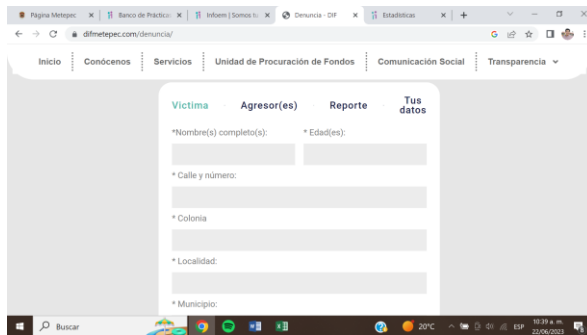 Página Metepec
Banco de Práctica
Infoem | Somos tu
Denuncia - DIF
Estadísticas
difmetepec.com/denuncia/
Inicio
Conócenos
Servicios
Unidad de Procuración de Fondos
Comunicación Social
Transparencia
Victima
Agresor(es)
Reporte
Tus
datos
*Nombre(s) completo(s):
* Edad(es):
* Calle y número:
* Colonia
* Localidad:
* Municipio:
Buscar
20°C
ESP
10:39 a. m.
22/06/2023